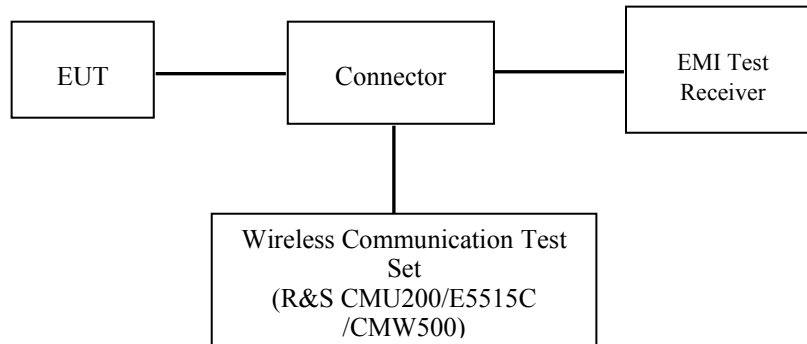 EUT
Connector
EMI Test
Receiver
Wireless Communication Test
Set
(R&S CMU200/E5515C
/CMW500)